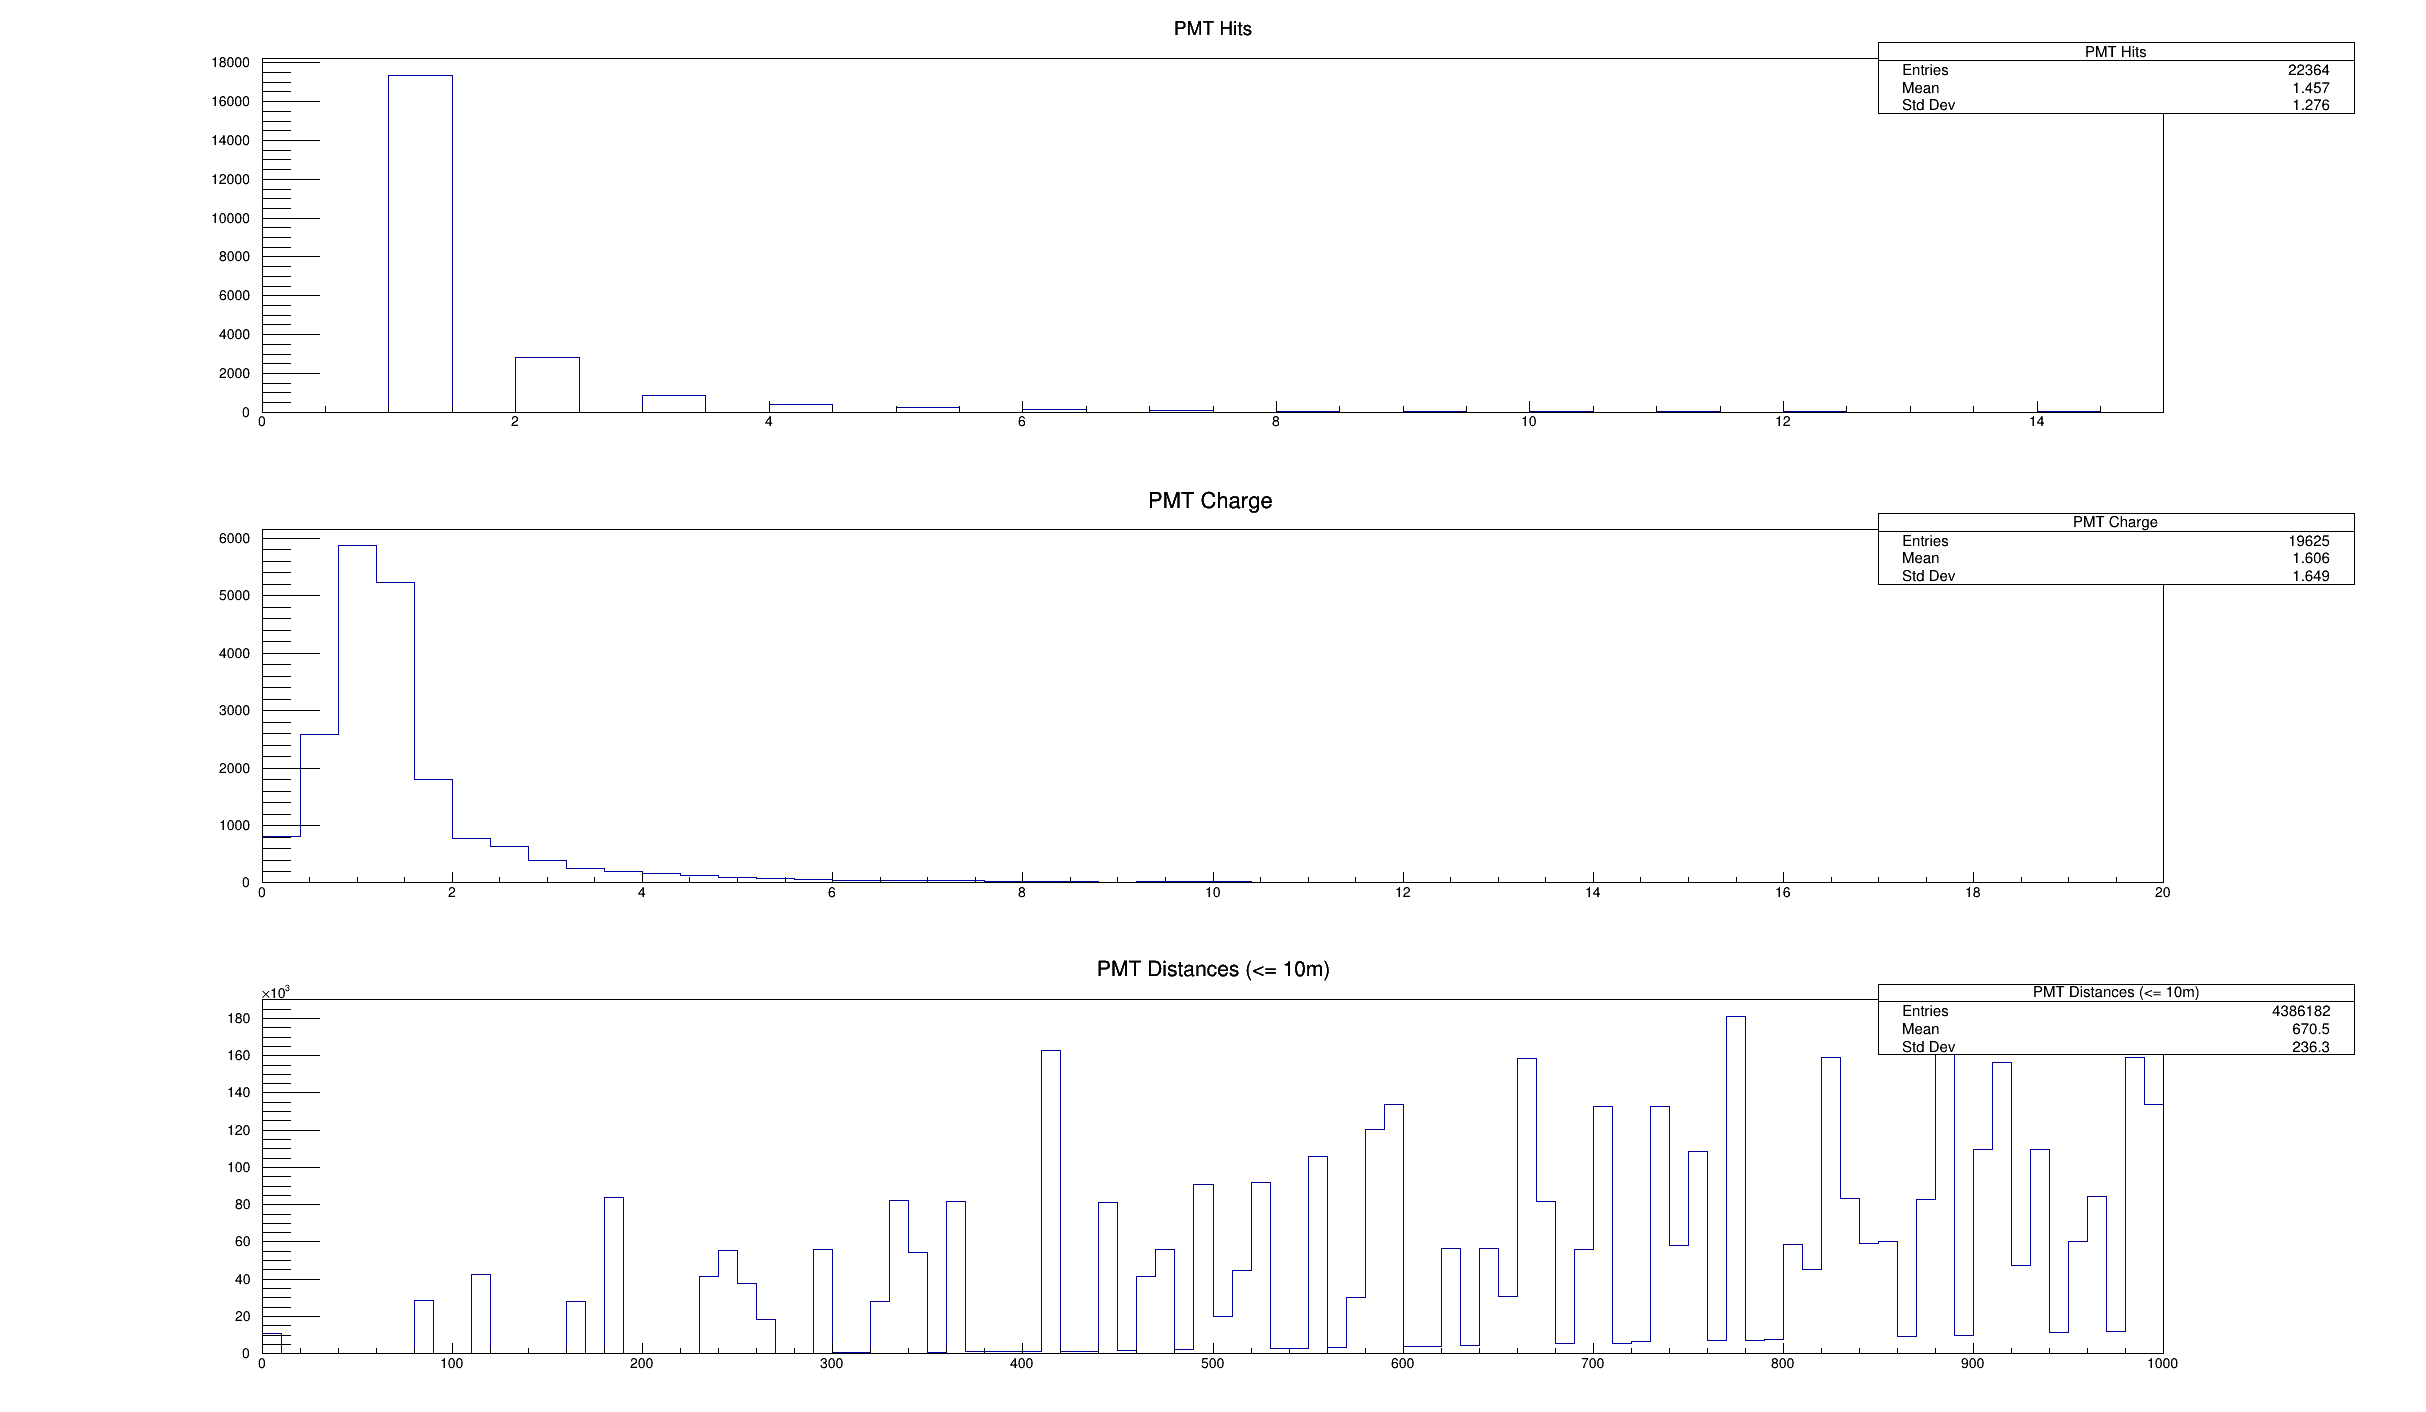 PMT Hits
PMT Hits
Entries 22364
Mean 1.457
Std Dev 1.276
18000
16000
14000
12000
10000
8000
6000
4000
2000
0
0 2 4 6 8 10 12 14
PMT Charge
PMT Charge
Entries 19625
Mean 1.606
Std Dev 1.649
6000
5000
4000
3000
2000
1000
0
0 2 4 6 8 10 12 14 16 18 20
PMT Distances (<= 10m)
PMT Distances (<= 10m)
Entries 4386182
Mean 670.5
Std Dev 236.3
×10³
180
160
140
120
100
80
60
40
20
0
0 100 200 300 400 500 600 700 800 900 1000